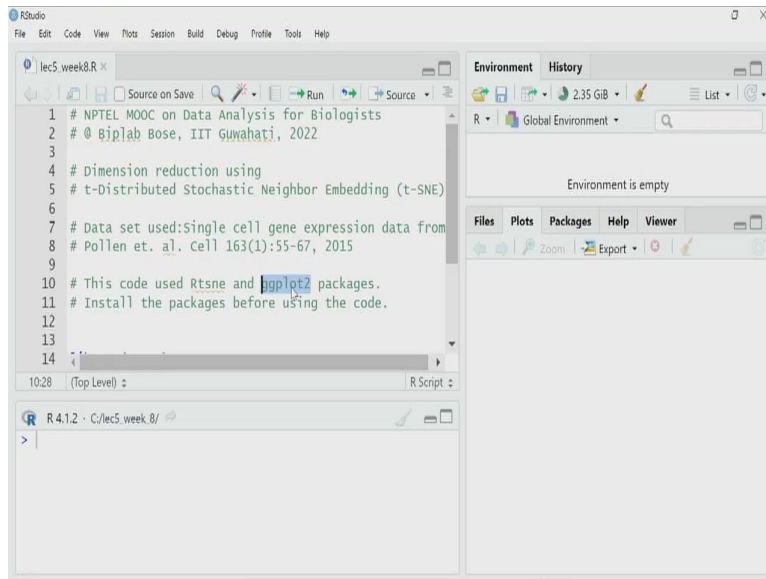 RStudio
File Edit Code View Plots Session Build Debug Profile Tools Help
lec5_week8.R
Source on Save Run Source
1 # NPTEL MOOC on Data Analysis for Biologists
2 # @ Biplab Bose, IIT Guwahati, 2022
3
4 # Dimension reduction using
5 # t-Distributed Stochastic Neighbor Embedding (t-SNE)
6
7 # Data set used:Single cell gene expression data from
8 # Pollen et. al. Cell 163(1):55-67, 2015
9
10 # This code used Rtsne and ggplot2 packages.
11 # Install the packages before using the code.
12
13
14
10:28 (Top Level) R Script
R 4.1.2 · C:/lec5_week_8/
>
Environment History
2.35 GiB List
R Global Environment
Environment is empty
Files Plots Packages Help Viewer
Zoom Export